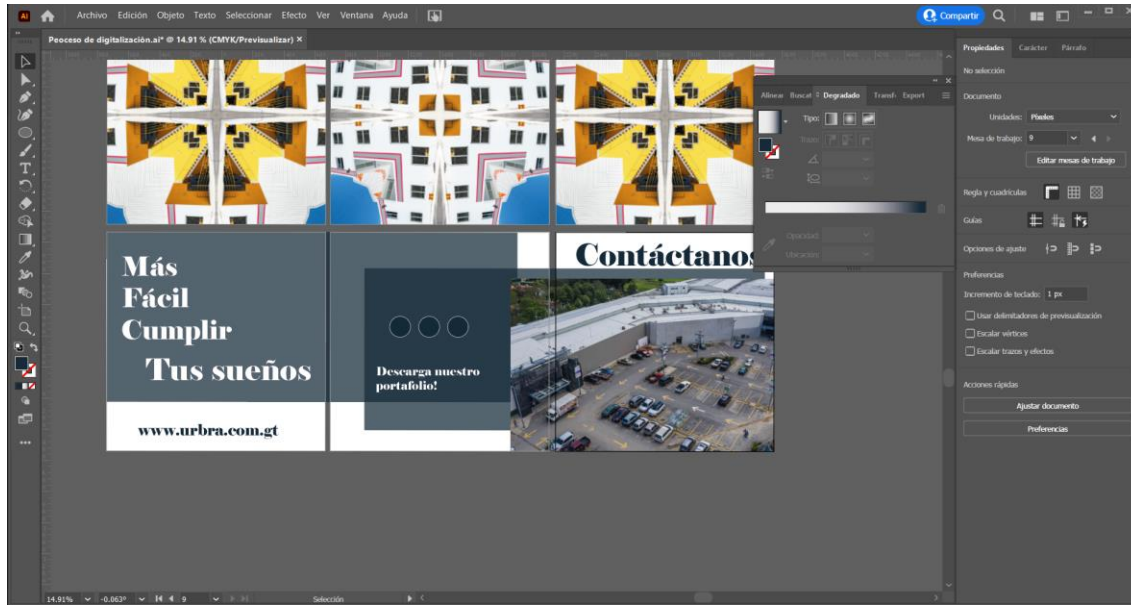 Ai Archivo Edición Objeto Texto Seleccionar Efecto Ver Ventana Ayuda Compartir
Peoceso de digitalización.ai* @ 14.91 % (CMYK/Previsualizar) ×
Más
Fácil
Cumplir
Tus sueños
www.urbra.com.gt
Descarga nuestro
portafolio!
Contáctanos
Alinear Buscat Degradado Transf Export
Tipo:
Trazo:
Opacidad:
Ubicación:
Propiedades Carácter Párrafo
No selección
Documento
Unidades: Píxeles
Mesa de trabajo: 9
Editar mesas de trabajo
Regla y cuadrículas
Guías
Opciones de ajuste
Preferencias
Incremento de teclado: 1 px
Usar delimitadores de previsualización
Escalar vértices
Escalar trazos y efectos
Acciones rápidas
Ajustar documento
Preferencias
14.91% -0.063° 9 Selección